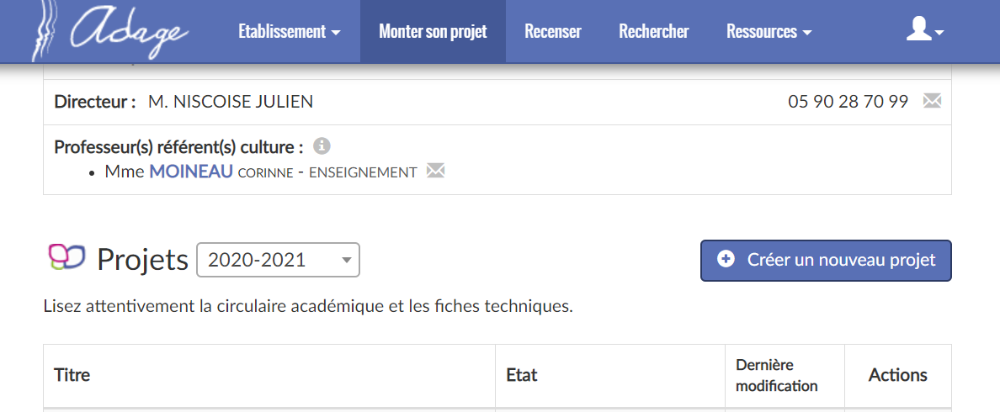 Adage Etablissement Monter son projet Recenser Rechercher Ressources
Directeur : M. NISCOISE JULIEN 05 90 28 70 99
Professeur(s) référent(s) culture :
• Mme MOINEAU CORINNE - ENSEIGNEMENT
Projets 2020-2021 Créer un nouveau projet
Lisez attentivement la circulaire académique et les fiches techniques.
Titre Etat Dernière modification Actions